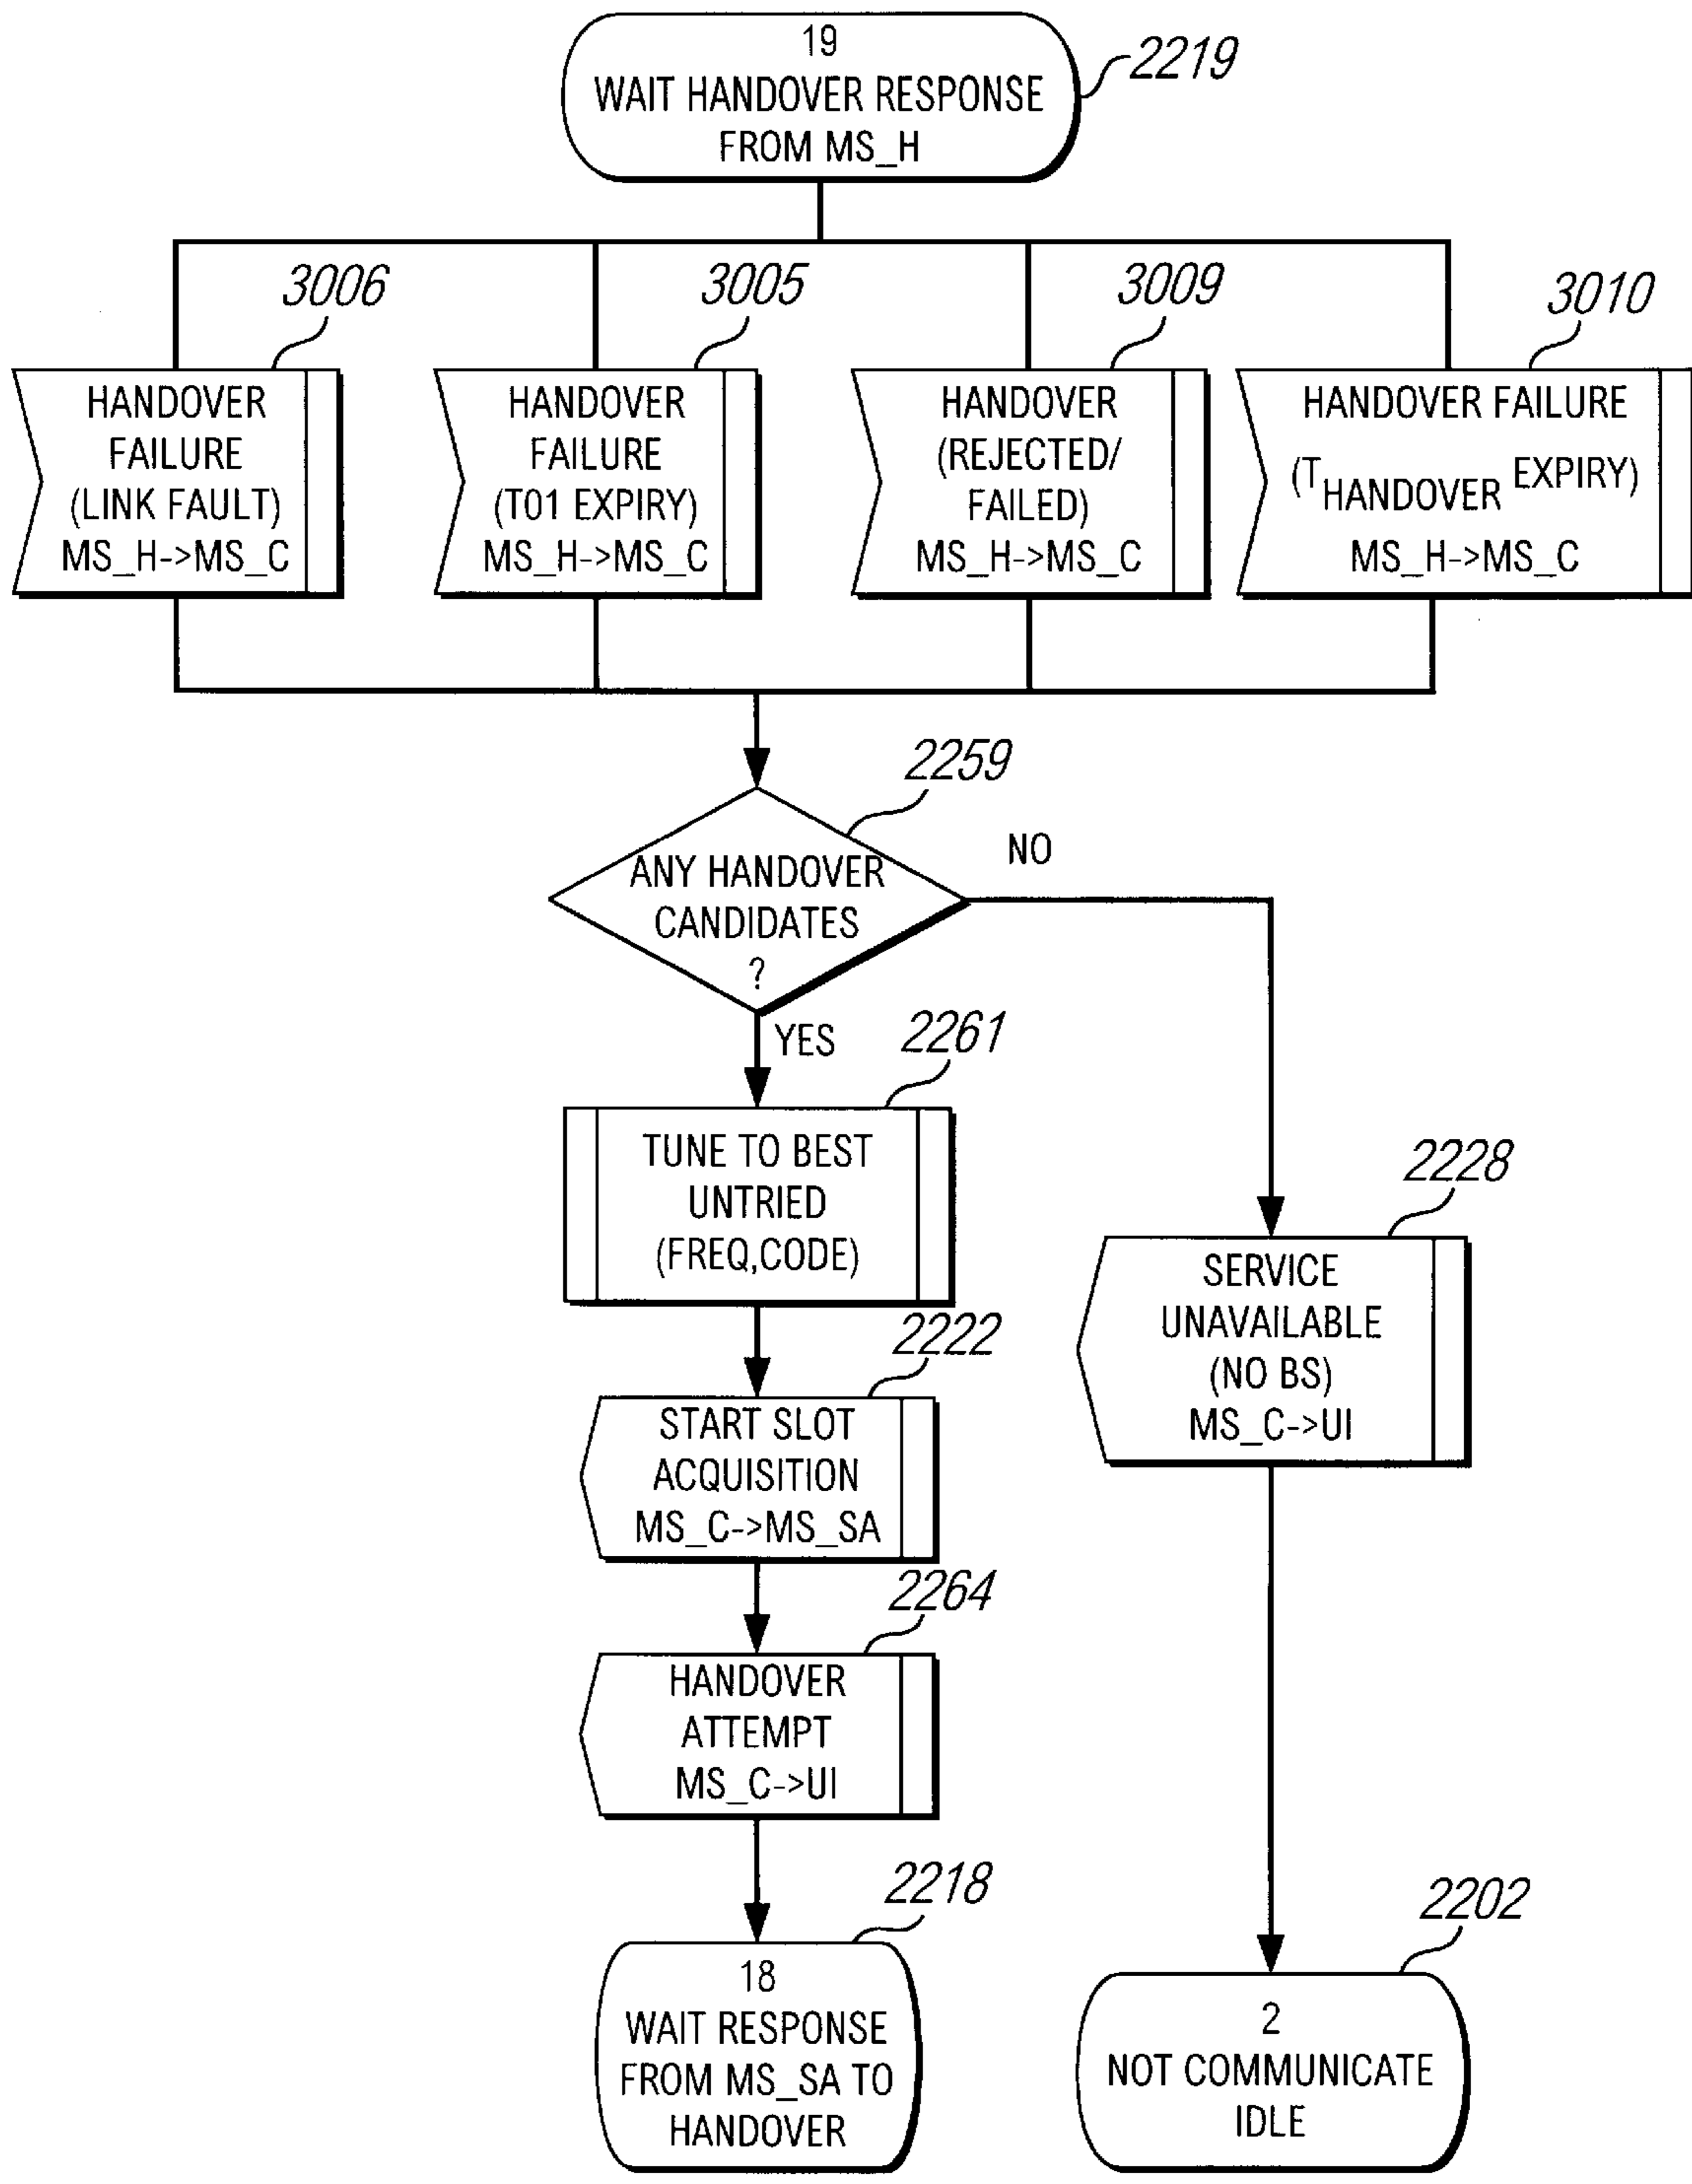 19
WAIT HANDOVER RESPONSE
FROM MS_H
2219
3006
HANDOVER
FAILURE
(LINK FAULT)
MS_H->MS_C
3005
HANDOVER
FAILURE
(T01 EXPIRY)
MS_H->MS_C
3009
HANDOVER
(REJECTED/
FAILED)
MS_H->MS_C
3010
HANDOVER FAILURE
(THANDOVER EXPIRY)
MS_H->MS_C
2259
ANY HANDOVER
CANDIDATES
?
NO
YES
2261
TUNE TO BEST
UNTRIED
(FREQ,CODE)
2222
START SLOT
ACQUISITION
MS_C->MS_SA
2264
HANDOVER
ATTEMPT
MS_C->UI
2218
18
WAIT RESPONSE
FROM MS_SA TO
HANDOVER
2228
SERVICE
UNAVAILABLE
(NO BS)
MS_C->UI
2202
2
NOT COMMUNICATE
IDLE